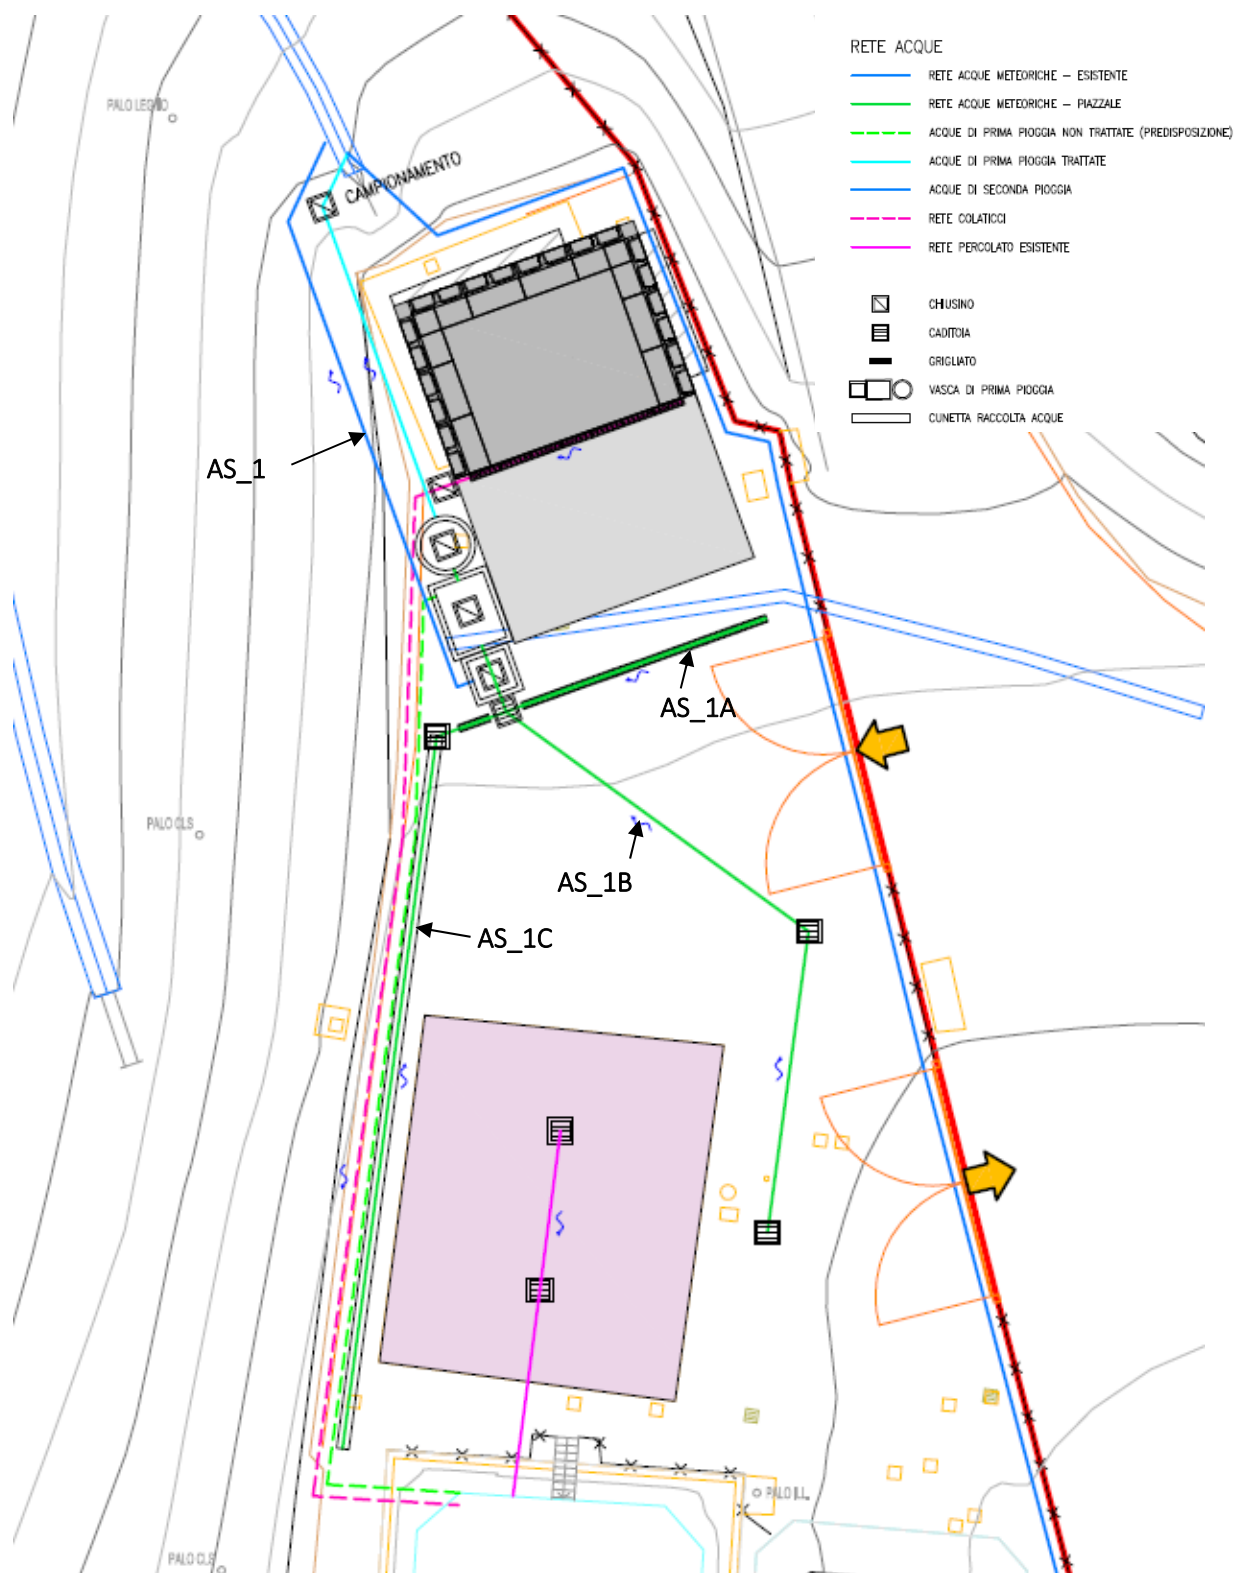 RETE ACQUE
RETE ACQUE METEORICHE – ESISTENTE
RETE ACQUE METEORICHE – PIAZZALE
ACQUE DI PRIMA PIOGGIA NON TRATTATE (PREDISPOSIZIONE)
ACQUE DI PRIMA PIOGGIA TRATTATE
ACQUE DI SECONDA PIOGGIA
RETE COLATICCI
RETE PERCOLATO ESISTENTE
CHIUSINO
CADITOIA
GRIGLIATO
VASCA DI PRIMA PIOGGIA
CUNETTA RACCOLTA ACQUE
PALO LEGNO
CAMPIONAMENTO
AS_1
AS_1A
PALO CLS
AS_1B
AS_1C
PALO ILL.
PALO CLS